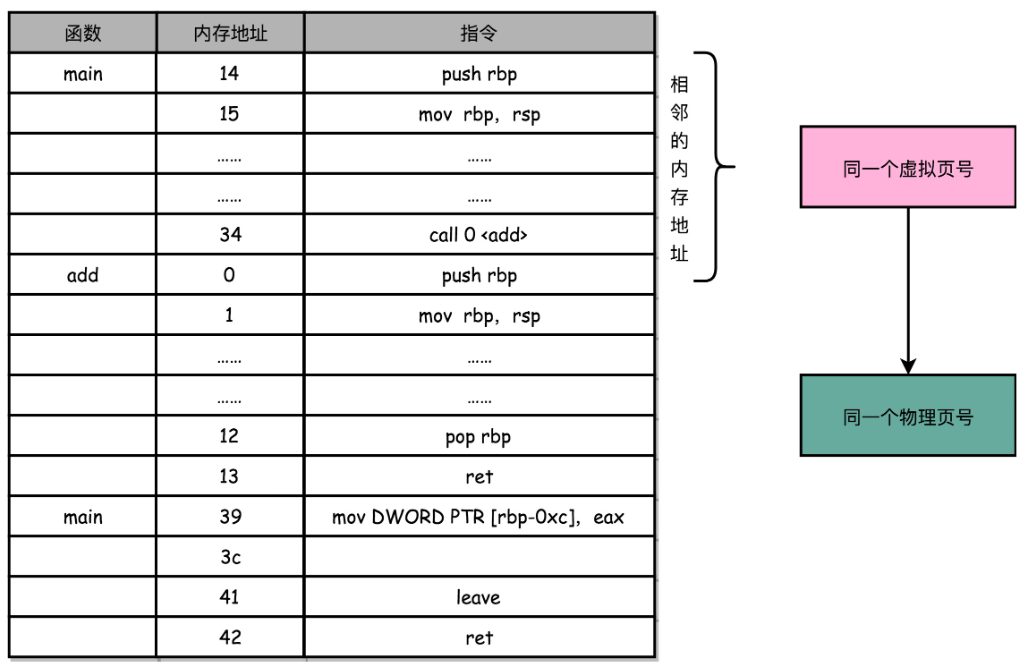 函数 内存地址 指令
main 14 push rbp
15 mov rbp, rsp
...... ......
...... ......
34 call 0 <add>
add 0 push rbp
1 mov rbp, rsp
...... ......
...... ......
12 pop rbp
13 ret
main 39 mov DWORD PTR [rbp-0xc], eax
3c
41 leave
42 ret
相邻的内存地址
同一个虚拟页号
同一个物理页号